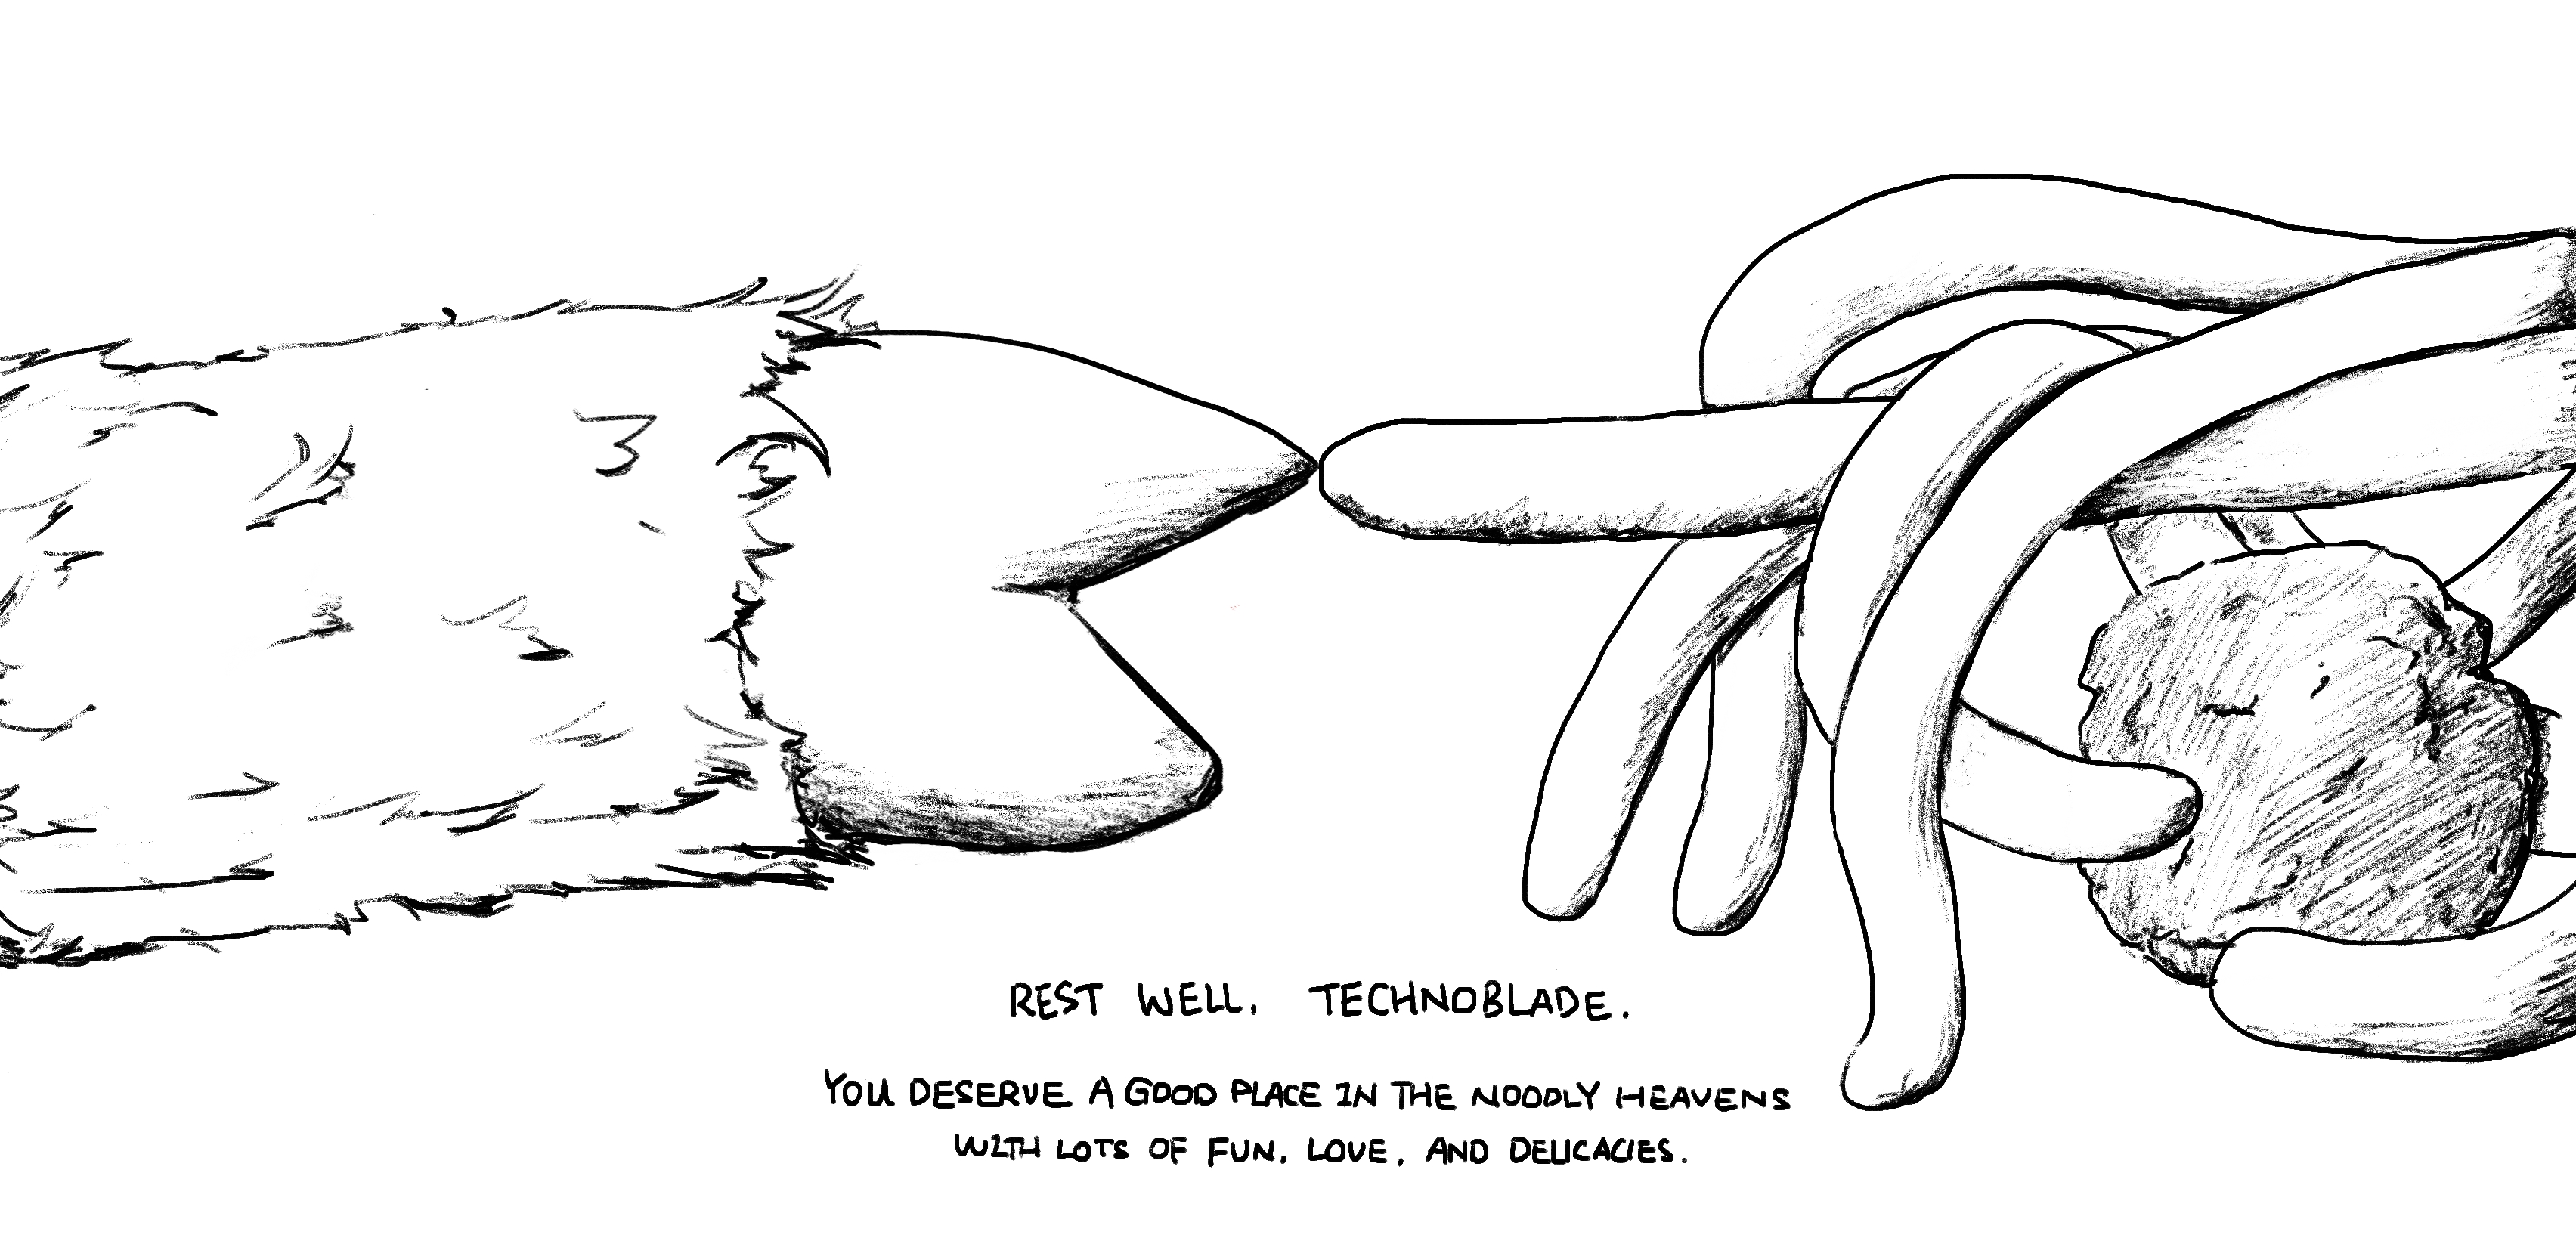 REST WELL, TECHNOBLADE.
YOU DESERVE A GOOD PLACE IN THE NOODLY HEAVENS
WITH LOTS OF FUN, LOVE, AND DELICACIES.